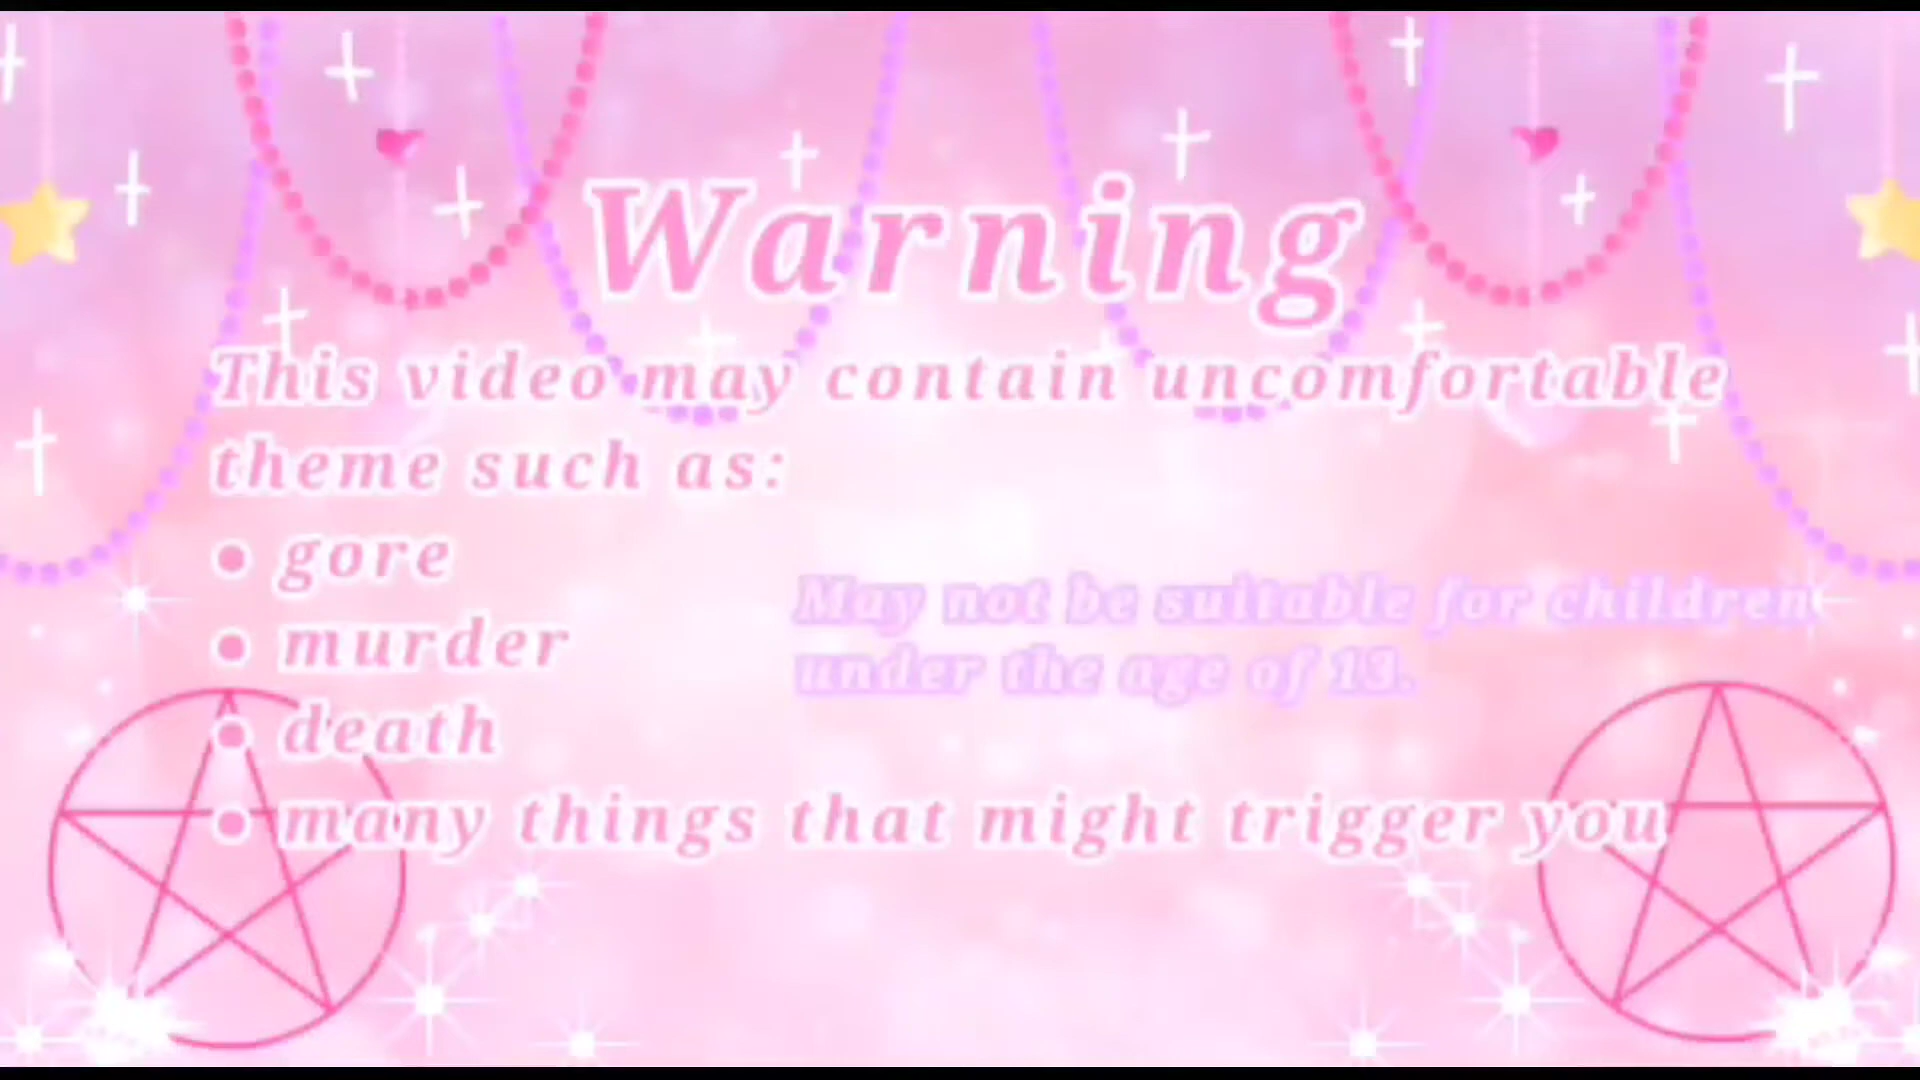 Warning
This video may contain uncomfortable
theme such as:
• gore
• murder
• death
• many things that might trigger you
May not be suitable for children
under the age of 13.